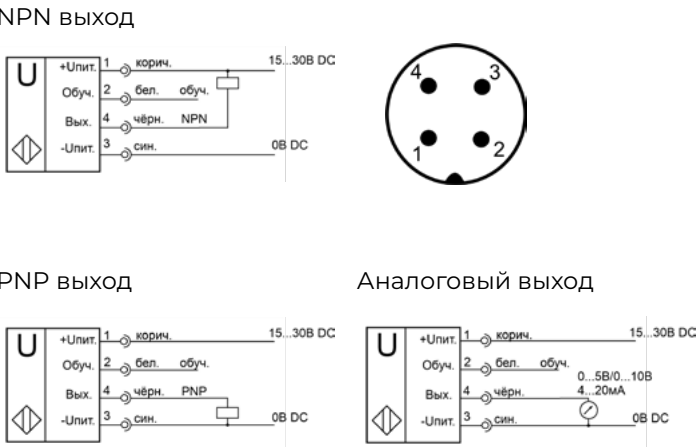 NPN выход
U
+Uпит. 1 корич. 15...30В DC
Обуч. 2 бел. обуч.
Вых. 4 чёрн. NPN
-Uпит. 3 син. 0В DC
4 3
1 2
PNP выход
U
+Uпит. 1 корич. 15...30В DC
Обуч. 2 бел. обуч.
Вых. 4 чёрн. PNP
-Uпит. 3 син. 0В DC
Аналоговый выход
U
+Uпит. 1 корич. 15...30В DC
Обуч. 2 бел. обуч.
0...5В/0...10В
Вых. 4 чёрн. 4...20мА
-Uпит. 3 син. 0В DC